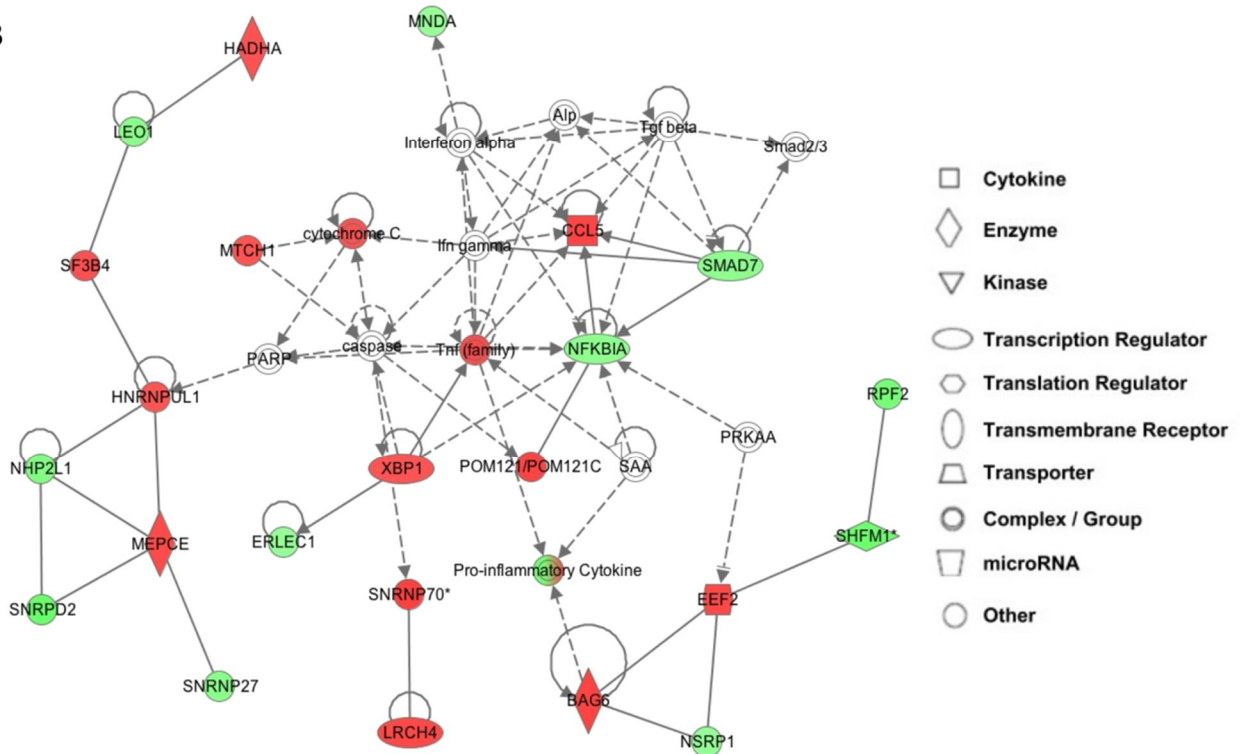 B
MNDA
HADHA
LEO1
Alp
Tgf beta
Interferon alpha
Smad2/3
Cytokine
cytochrome C
CCL5
Enzyme
MTCH1
Ifn gamma
SF3B4
SMAD7
Kinase
Transcription Regulator
PARP
caspase
Tnf (family)
NFKBIA
Translation Regulator
HNRNPUL1
RPF2
Transmembrane Receptor
PRKAA
NHP2L1
XBP1
POM121/POM121C
SAA
Transporter
Complex / Group
ERLEC1
MEPCE
SHFM1*
microRNA
Pro-inflammatory Cytokine
SNRNP70*
EEF2
SNRPD2
Other
SNRNP27
BAG6
LRCH4
NSRP1